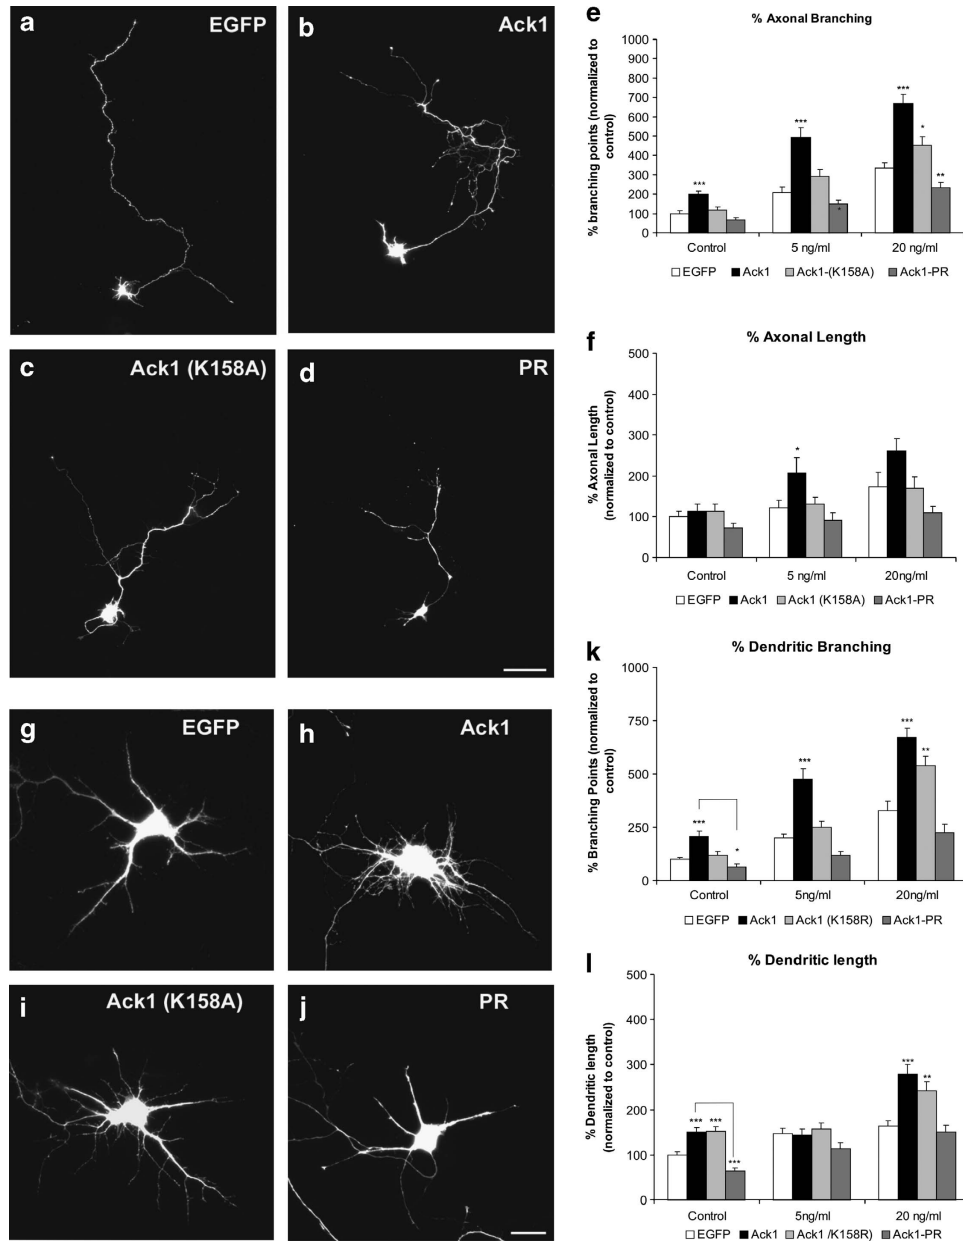 a EGFP
b Ack1
c Ack1 (K158A)
d PR
e % Axonal Branching
% branching points (normalized to
control)
1000
900
800
700
600
500
400
300
200
100
0
***
***
*
***
*
**
Control 5 ng/ml 20 ng/ml
EGFP Ack1 Ack1-(K158A) Ack1-PR
f % Axonal Length
% Axonal Length
(normalized to control)
500
400
300
200
100
0
*
Control 5 ng/ml 20ng/ml
EGFP Ack1 Ack1 (K158A) Ack1-PR
g EGFP
h Ack1
i Ack1 (K158A)
j PR
k % Dendritic Branching
% Branching Points (normalized to
control)
1000
750
500
250
0
***
*
***
***
**
Control 5ng/ml 20ng/ml
EGFP Ack1 Ack1 (K158R) Ack1-PR
l % Dendritic length
% Dendritic length
(normalized to control)
500
400
300
200
100
0
*** ***
***
***
**
Control 5ng/ml 20 ng/ml
EGFP Ack1 Ack1 /K158R) Ack1-PR